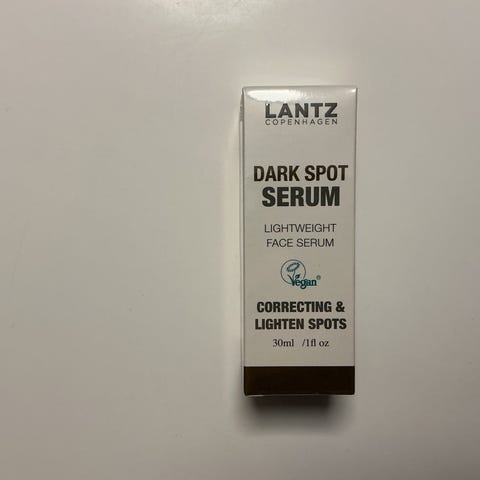 LANTZ
COPENHAGEN
DARK SPOT
SERUM
LIGHTWEIGHT
FACE SERUM
Vegan®
CORRECTING &
LIGHTEN SPOTS
30ml /1fl oz